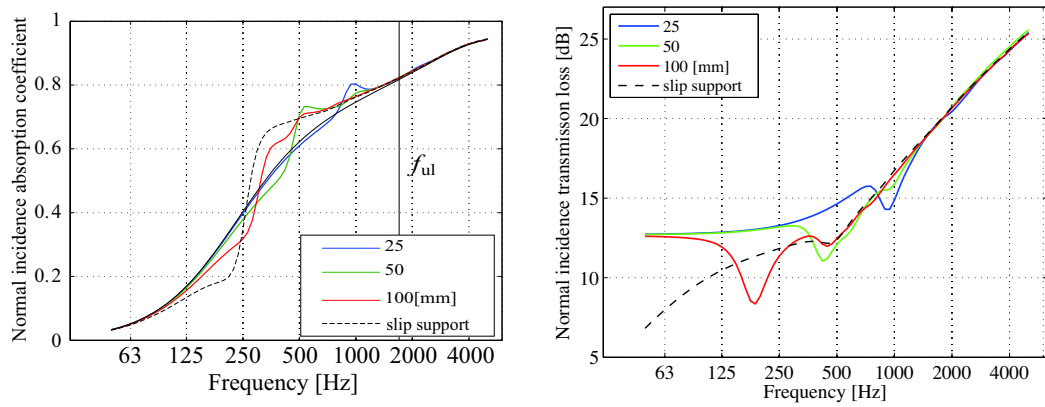 Normal incidence absorption coefficient
1
0.8
0.6
0.4
0.2
0
f_ul
25
50
100[mm]
slip support
63 125 250 500 1000 2000 4000
Frequency [Hz]
Normal incidence transmisson loss [dB]
25
20
15
10
5
25
50
100 [mm]
slip support
63 125 250 500 1000 2000 4000
Frequency [Hz]